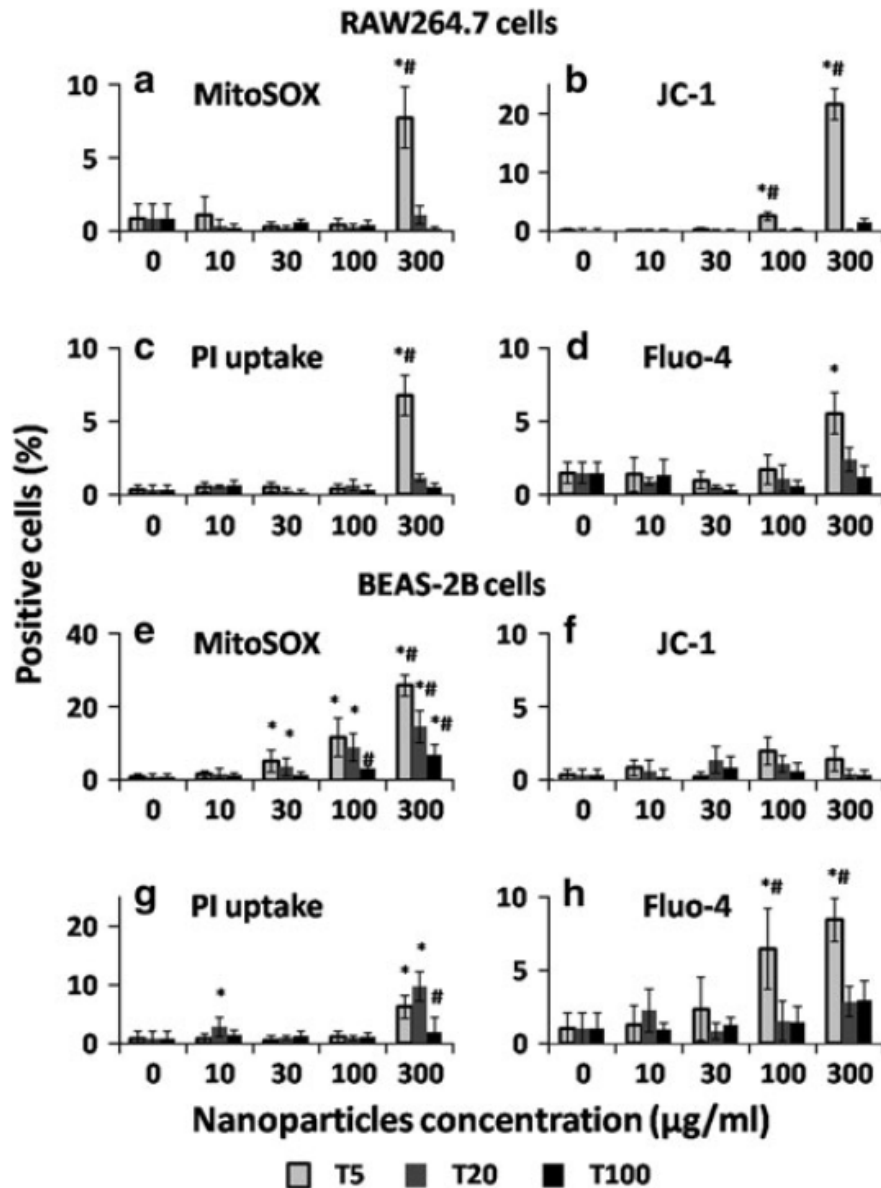 RAW264.7 cells
a MitoSOX
*#
10
5
0
0 10 30 100 300
b JC-1
*#
*#
20
10
0
0 10 30 100 300
c PI uptake
*#
10
5
0
0 10 30 100 300
d Fluo-4
*
10
5
0
0 10 30 100 300
Positive cells (%)
BEAS-2B cells
e MitoSOX
* * * * # *# *# *#
40
20
0
0 10 30 100 300
f JC-1
10
5
0
0 10 30 100 300
g PI uptake
* * * #
20
10
0
0 10 30 100 300
h Fluo-4
*# *#
10
5
0
0 10 30 100 300
Nanoparticles concentration (μg/ml)
T5 T20 T100